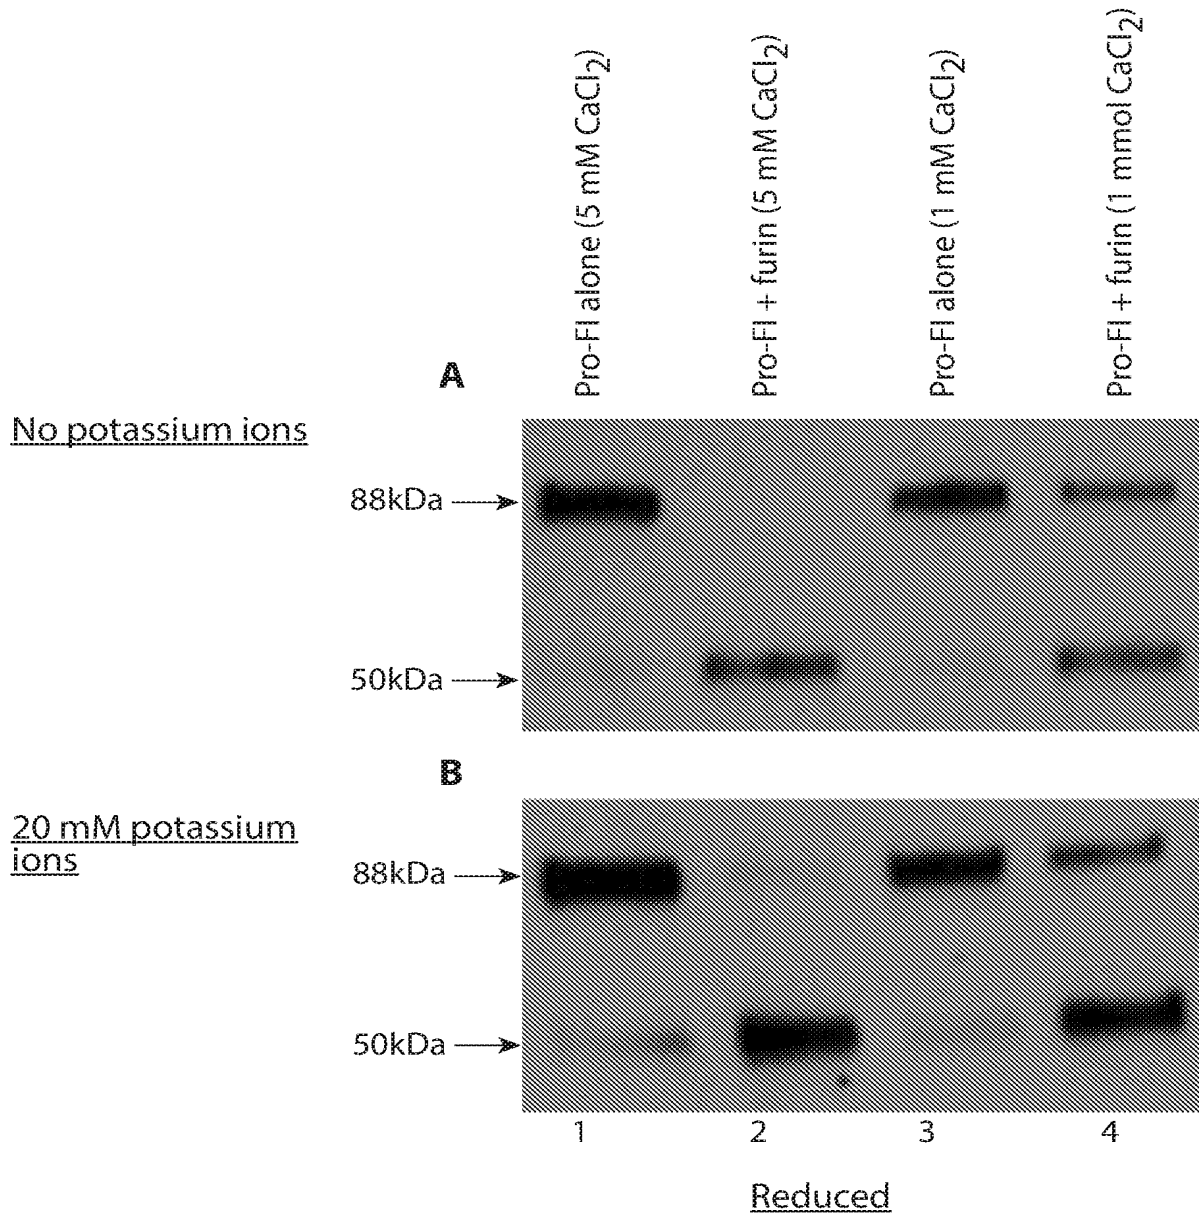 Pro-FI alone (5 mM CaCl₂)
Pro-FI + furin (5 mM CaCl₂)
Pro-FI alone (1 mM CaCl₂)
Pro-FI + furin (1 mmol CaCl₂)
A
No potassium ions
88kDa
50kDa
B
20 mM potassium
ions
88kDa
50kDa
1 2 3 4
Reduced